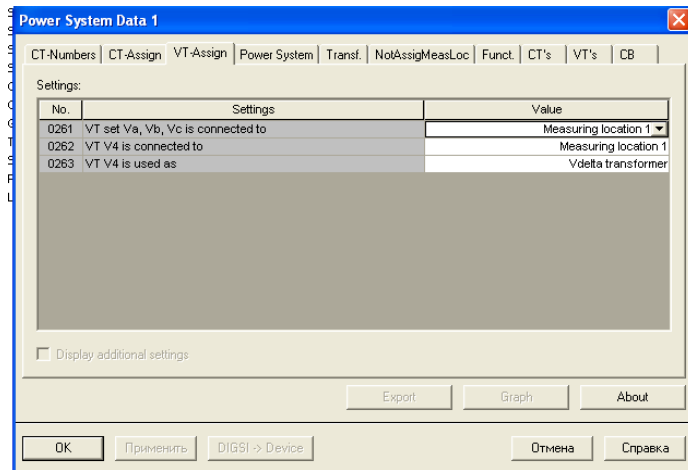 Power System Data 1
CT-Numbers CT-Assign VT-Assign Power System Transf. NotAssigMeasLoc Funct. CT's VT's CB
Settings:
No. Settings Value
0261 VT set Va, Vb, Vc is connected to Measuring location 1
0262 VT V4 is connected to Measuring location 1
0263 VT V4 is used as Vdelta transformer
Display additional settings
Export Graph About
OK Применить DIGSI -> Device Отмена Справка